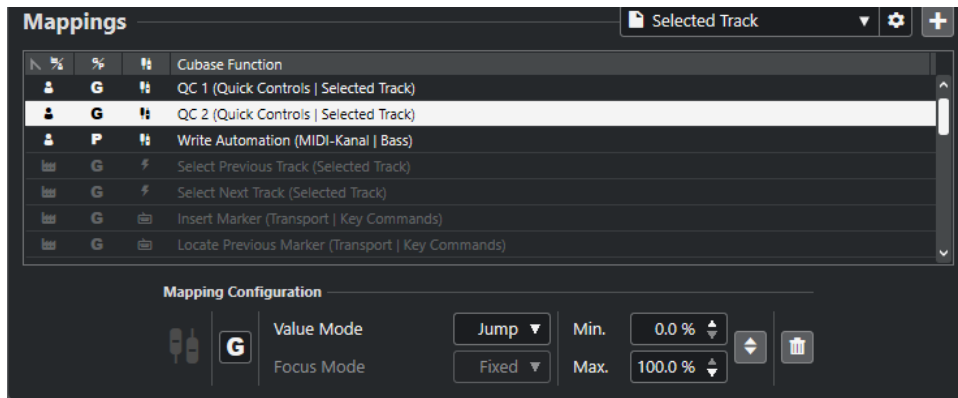 Mappings Selected Track
% % Cubase Function
G QC 1 (Quick Controls | Selected Track)
G QC 2 (Quick Controls | Selected Track)
P Write Automation (MIDI-Kanal | Bass)
G Select Previous Track (Selected Track)
G Select Next Track (Selected Track)
G Insert Marker (Transport | Key Commands)
G Locate Previous Marker (Transport | Key Commands)
Mapping Configuration
G Value Mode Jump Min. 0.0 %
Focus Mode Fixed Max. 100.0 %